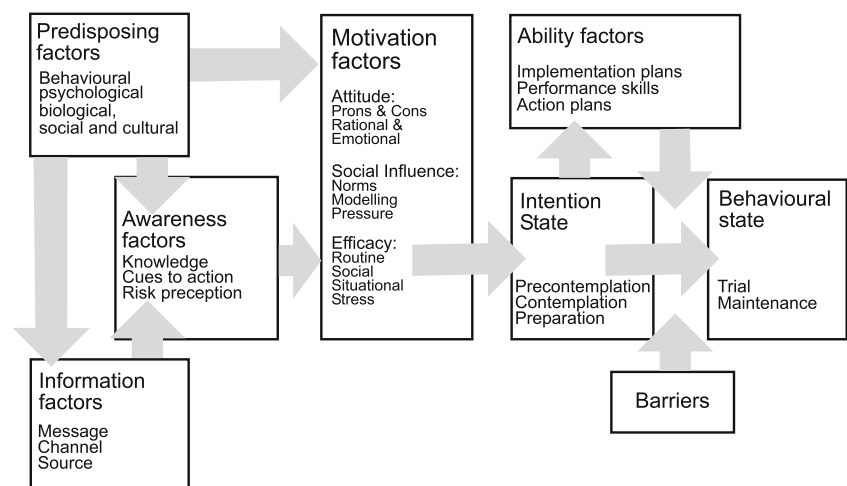 Predisposing
factors
Behavioural
psychological
biological,
social and cultural
Motivation
factors
Attitude:
Prons & Cons
Rational &
Emotional
Social Influence:
Norms
Modelling
Pressure
Efficacy:
Routine
Social
Situational
Stress
Ability factors
Implementation plans
Performance skills
Action plans
Awareness
factors
Knowledge
Cues to action
Risk preception
Intention
State
Precontemplation
Contemplation
Preparation
Behavioural
state
Trial
Maintenance
Information
factors
Message
Channel
Source
Barriers